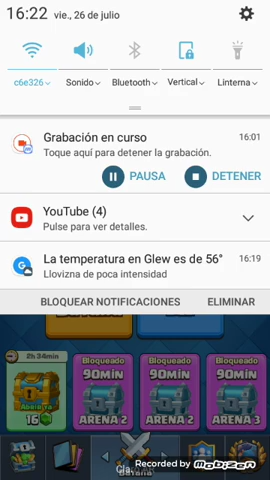 16:22 vie., 26 de julio
c6e326 Sonido Bluetooth Vertical Linterna
Grabación en curso 16:01
Toque aquí para detener la grabación.
PAUSA DETENER
YouTube (4)
Pulse para ver detalles.
La temperatura en Glew es de 56° 16:19
Llovizna de poca intensidad
BLOQUEAR NOTIFICACIONES ELIMINAR
2h 34min
Bloqueado Bloqueado Bloqueado
90MIN 90MIN 90MIN
16
ARENA 2 ARENA 2 ARENA 3
Recorded by mobizen